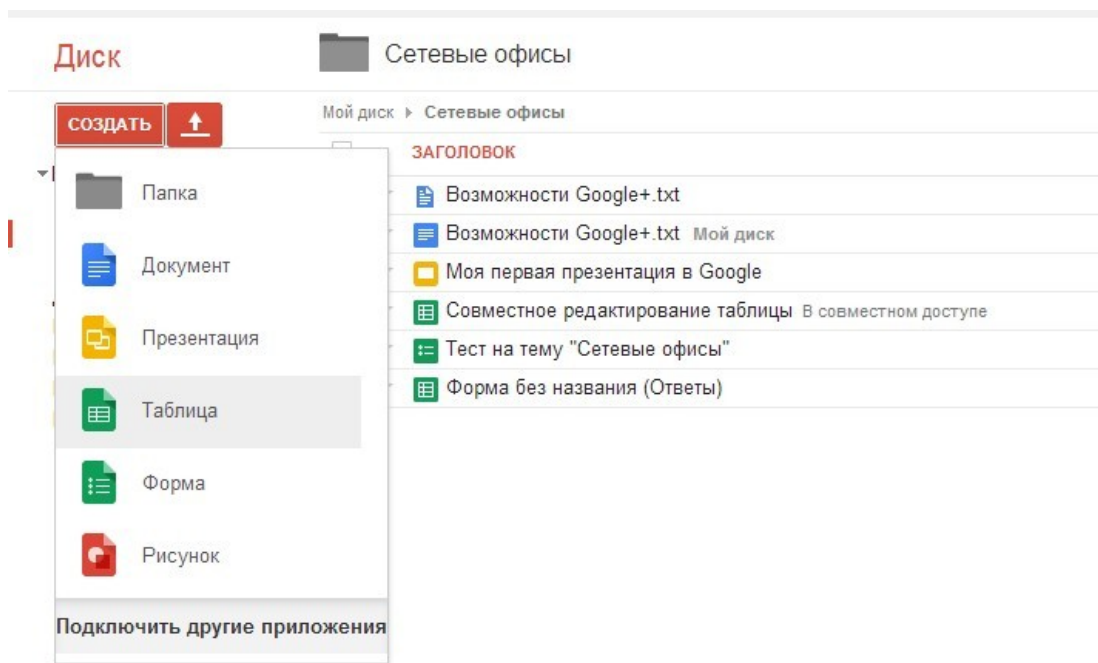 Диск
Сетевые офисы
СОЗДАТЬ
Мой диск Сетевые офисы
ЗАГОЛОВОК
Папка
Документ
Презентация
Таблица
Форма
Рисунок
Подключить другие приложения
Возможности Google+.txt
Возможности Google+.txt Мой диск
Моя первая презентация в Google
Совместное редактирование таблицы В совместном доступе
Тест на тему "Сетевые офисы"
Форма без названия (Ответы)